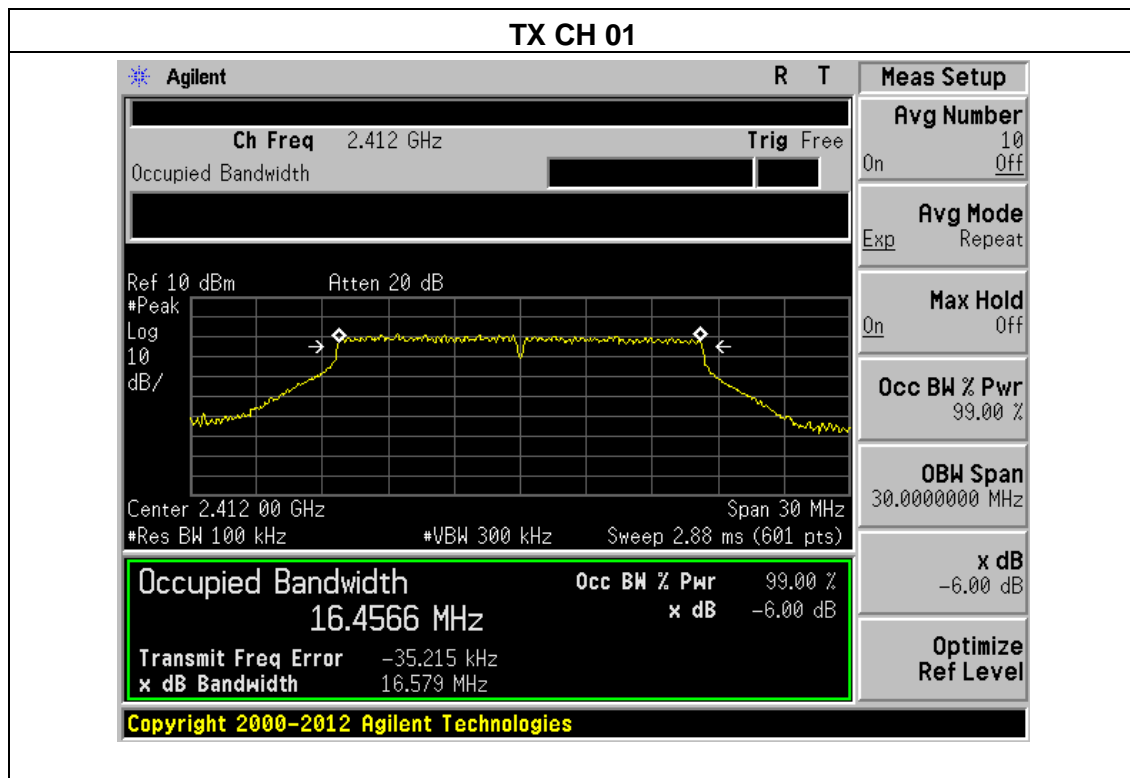 TX CH 01
Agilent R T
Ch Freq 2.412 GHz Trig Free
Occupied Bandwidth
Ref 10 dBm Atten 20 dB
#Peak
Log
10
dB/
Center 2.412 00 GHz Span 30 MHz
#Res BW 100 kHz #VBW 300 kHz Sweep 2.88 ms (601 pts)
Occupied Bandwidth Occ BW % Pwr 99.00 %
16.4566 MHz x dB -6.00 dB
Transmit Freq Error -35.215 kHz
x dB Bandwidth 16.579 MHz
Copyright 2000-2012 Agilent Technologies
Meas Setup
Avg Number
10
On Off
Avg Mode
Exp Repeat
Max Hold
On Off
Occ BW % Pwr
99.00 %
OBW Span
30.0000000 MHz
x dB
-6.00 dB
Optimize
Ref Level